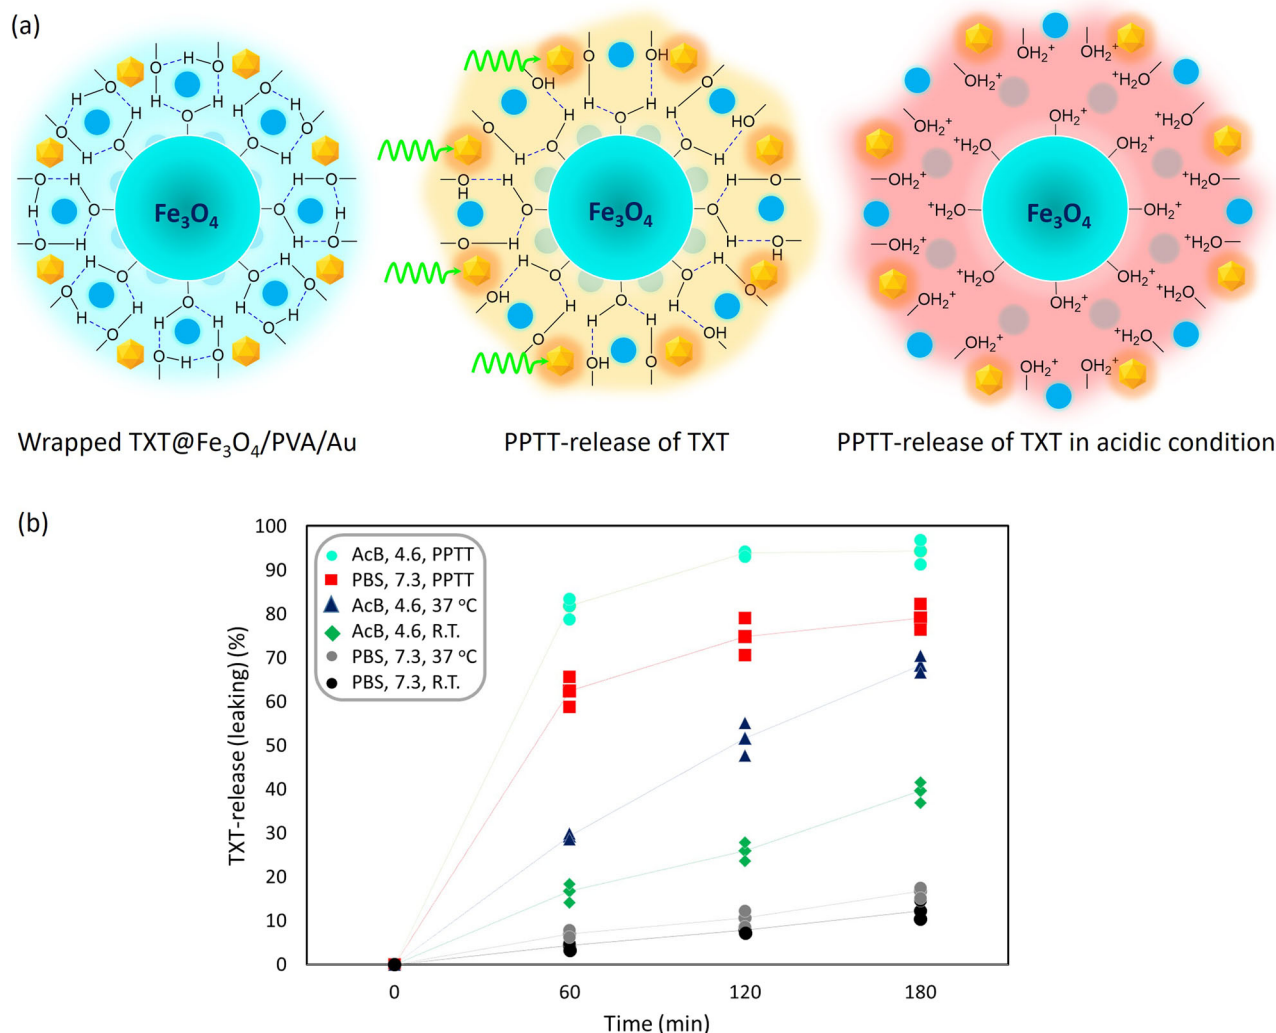 (a)
Fe₃O₄
Fe₃O₄
Fe₃O₄
Wrapped TXT@Fe₃O₄/PVA/Au
PPTT-release of TXT
PPTT-release of TXT in acidic condition
(b)
TXT-release (leaking) (%)
100
90
80
70
60
50
40
30
20
10
0
AcB, 4.6, PPTT
PBS, 7.3, PPTT
AcB, 4.6, 37 °C
AcB, 4.6, R.T.
PBS, 7.3, 37 °C
PBS, 7.3, R.T.
0 60 120 180
Time (min)